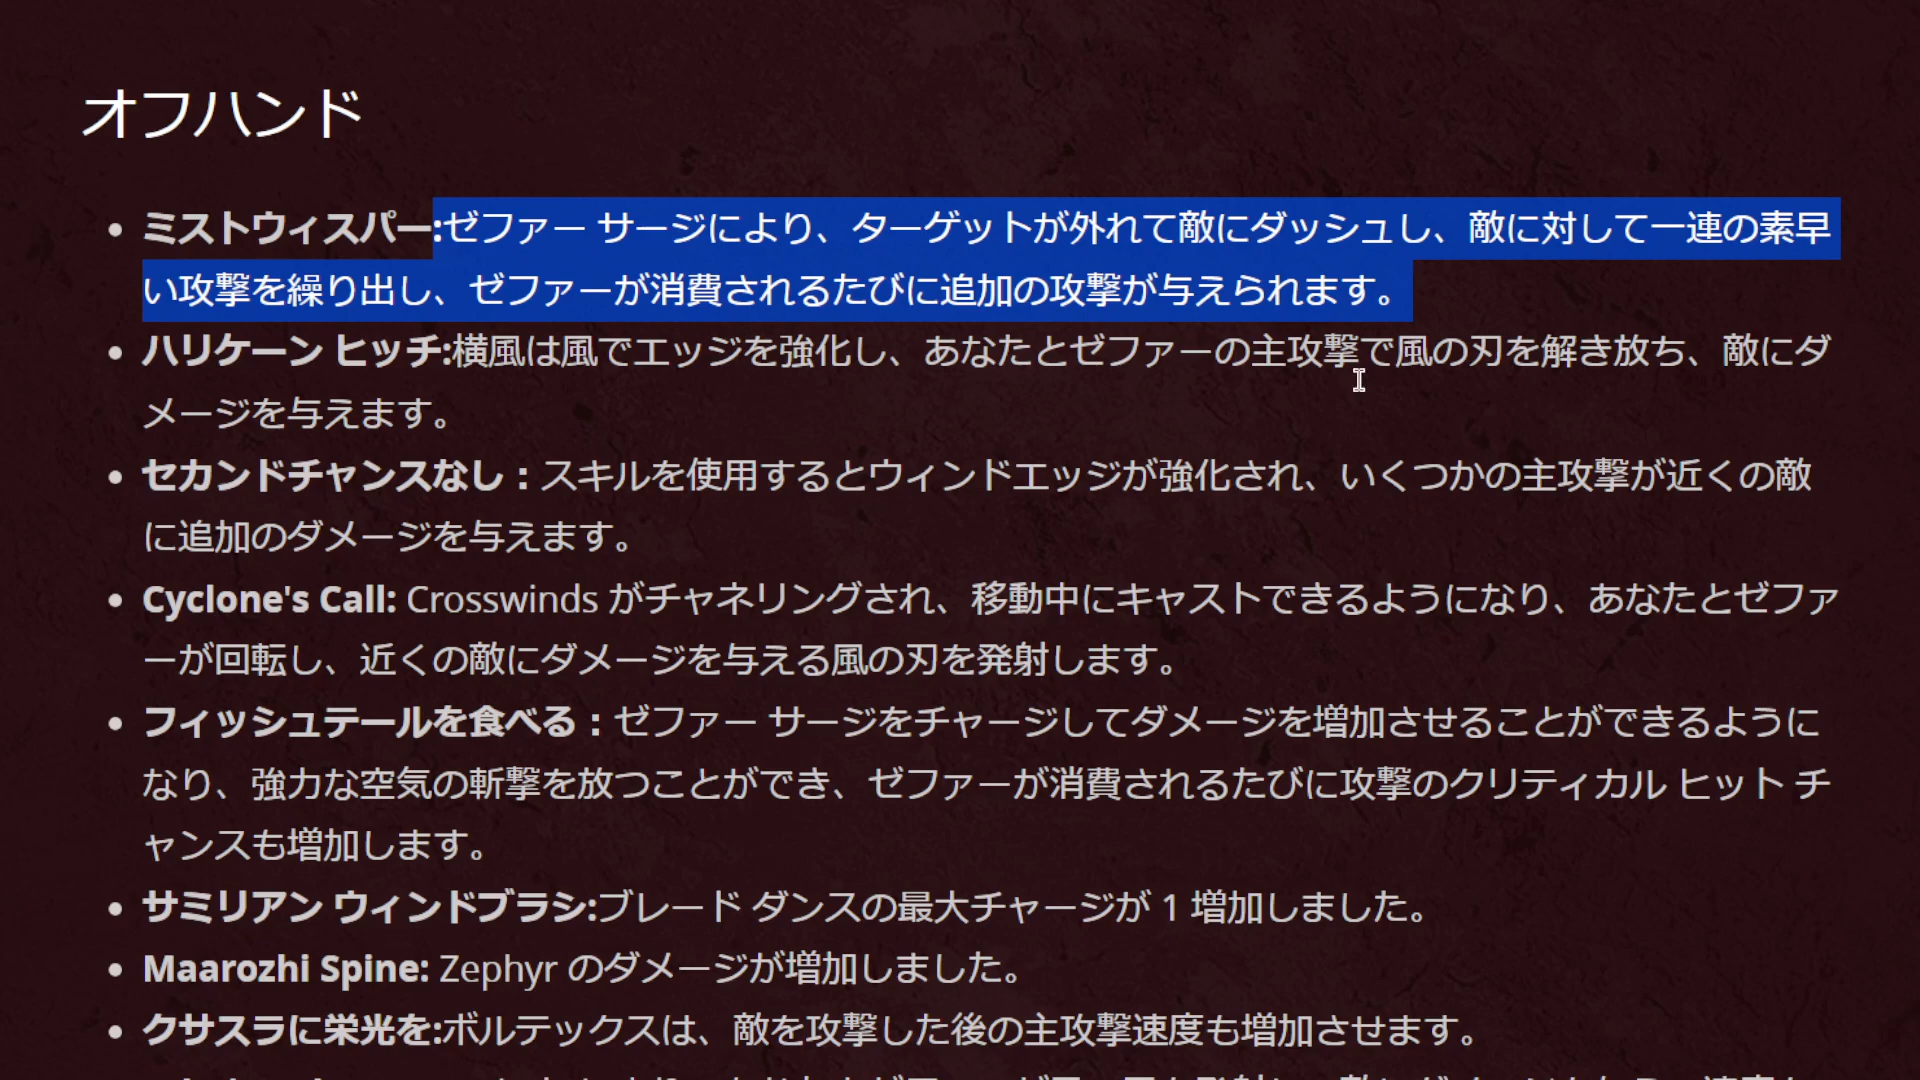 オフハンド
ミストウィスパー:ゼファー サージにより、ターゲットが外れて敵にダッシュし、敵に対して一連の素早
い攻撃を繰り出し、ゼファーが消費されるたびに追加の攻撃が与えられます。
ハリケーン ヒッチ:横風は風でエッジを強化し、あなたとゼファーの主攻撃で風の刃を解き放ち、敵にダ
メージを与えます。
セカンドチャンスなし：スキルを使用するとウィンドエッジが強化され、いくつかの主攻撃が近くの敵
に追加のダメージを与えます。
Cyclone's Call: Crosswinds がチャネリングされ、移動中にキャストできるようになり、あなたとゼファ
ーが回転し、近くの敵にダメージを与える風の刃を発射します。
フィッシュテールを食べる：ゼファー サージをチャージしてダメージを増加させることができるように
なり、強力な空気の斬撃を放つことができ、ゼファーが消費されるたびに攻撃のクリティカル ヒット チ
ャンスも増加します。
サミリアン ウィンドブラシ:ブレード ダンスの最大チャージが 1 増加しました。
Maarozhi Spine: Zephyr のダメージが増加しました。
クサスラに栄光を:ボルテックスは、敵を攻撃した後の主攻撃速度も増加させます。